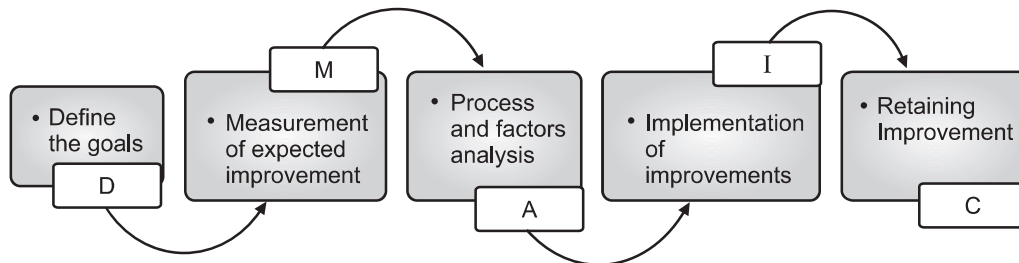 D
• Define
the goals
M
• Measurement
of expected
improvement
A
• Process
and factors
analysis
I
• Implementation
of
improvements
C
• Retaining
Improvement